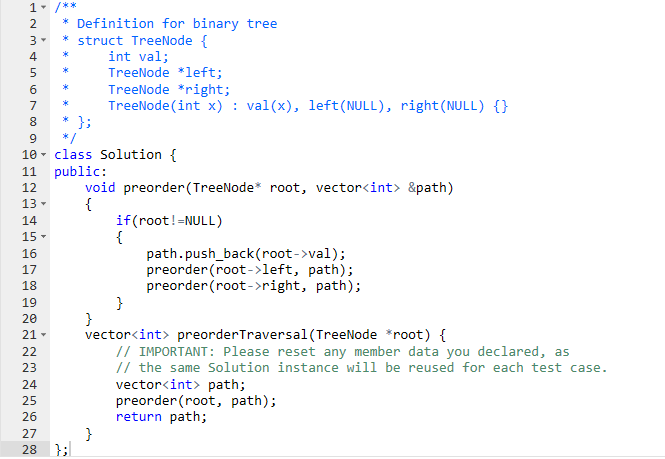 1 /**
2  * Definition for binary tree
3  * struct TreeNode {
4  *     int val;
5  *     TreeNode *left;
6  *     TreeNode *right;
7  *     TreeNode(int x) : val(x), left(NULL), right(NULL) {}
8  * };
9  */
10 class Solution {
11 public:
12     void preorder(TreeNode* root, vector<int> &path)
13     {
14         if(root!=NULL)
15         {
16             path.push_back(root->val);
17             preorder(root->left, path);
18             preorder(root->right, path);
19         }
20     }
21     vector<int> preorderTraversal(TreeNode *root) {
22         // IMPORTANT: Please reset any member data you declared, as
23         // the same Solution instance will be reused for each test case.
24         vector<int> path;
25         preorder(root, path);
26         return path;
27     }
28 };